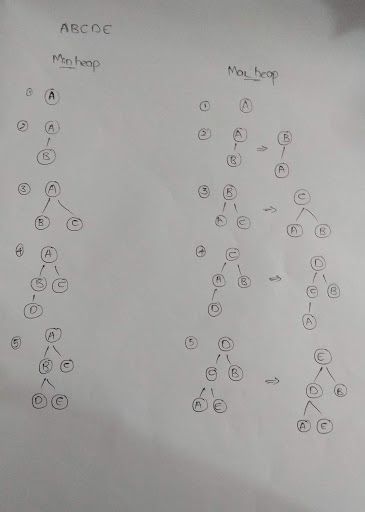 ABCDE
Min heap
① A
② A
B
③ A
B C
④ A
B C
D
⑤ A
B C
D E
Max heap
① A
② A ⇒ B
B A
③ B ⇒ C
A C A B
④ C ⇒ D
A B C B
D A
5 D ⇒ E
C B D B
A E A E